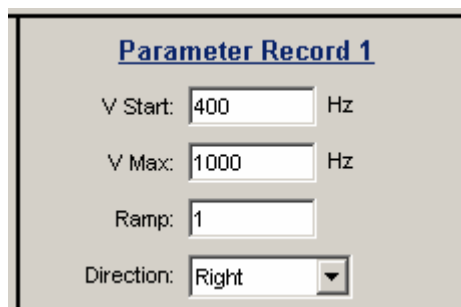 Parameter Record 1
V Start: 400 Hz
V Max: 1000 Hz
Ramp: 1
Direction: Right